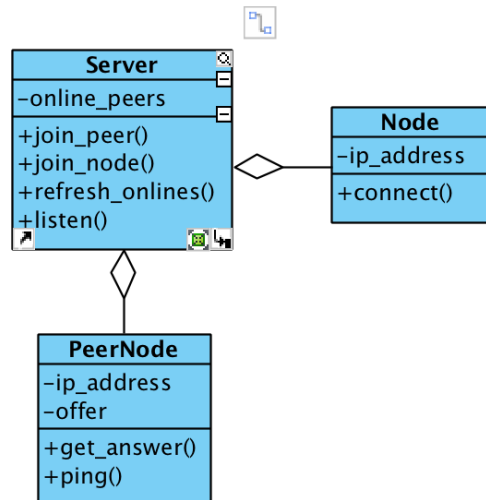 Server
-online_peers
+join_peer()
+join_node()
+refresh_onlines()
+listen()
Node
-ip_address
+connect()
PeerNode
-ip_address
-offer
+get_answer()
+ping()